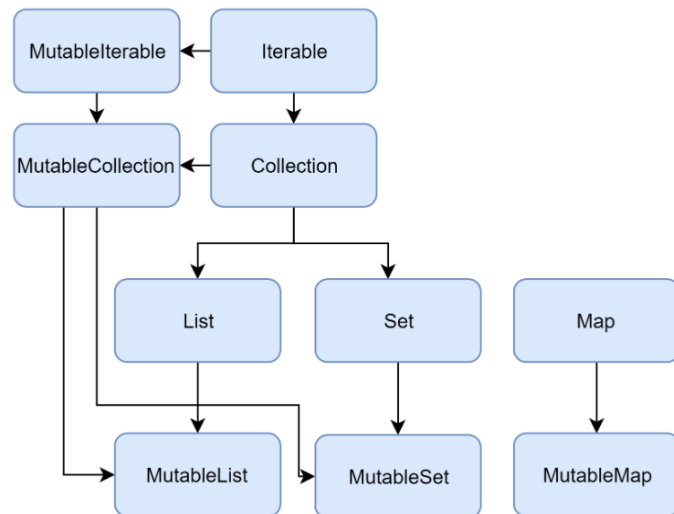 MutableIterable
Iterable
MutableCollection
Collection
List
Set
Map
MutableList
MutableSet
MutableMap